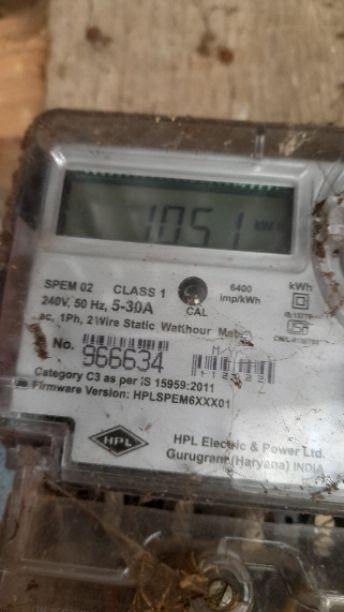 1051 kWh
SPEM 02 CLASS 1
240V, 50 Hz, 5-30A
CAL
6400
imp/kWh
kWh
ac, 1Ph, 2Wire Static Watthour
No. 966634
Category C3 as per IS 15959:2011
Firmware Version: HPLSPEM6XXX01
HPL
HPL Electric & Power Ltd.
Gurugram (Haryana) INDIA